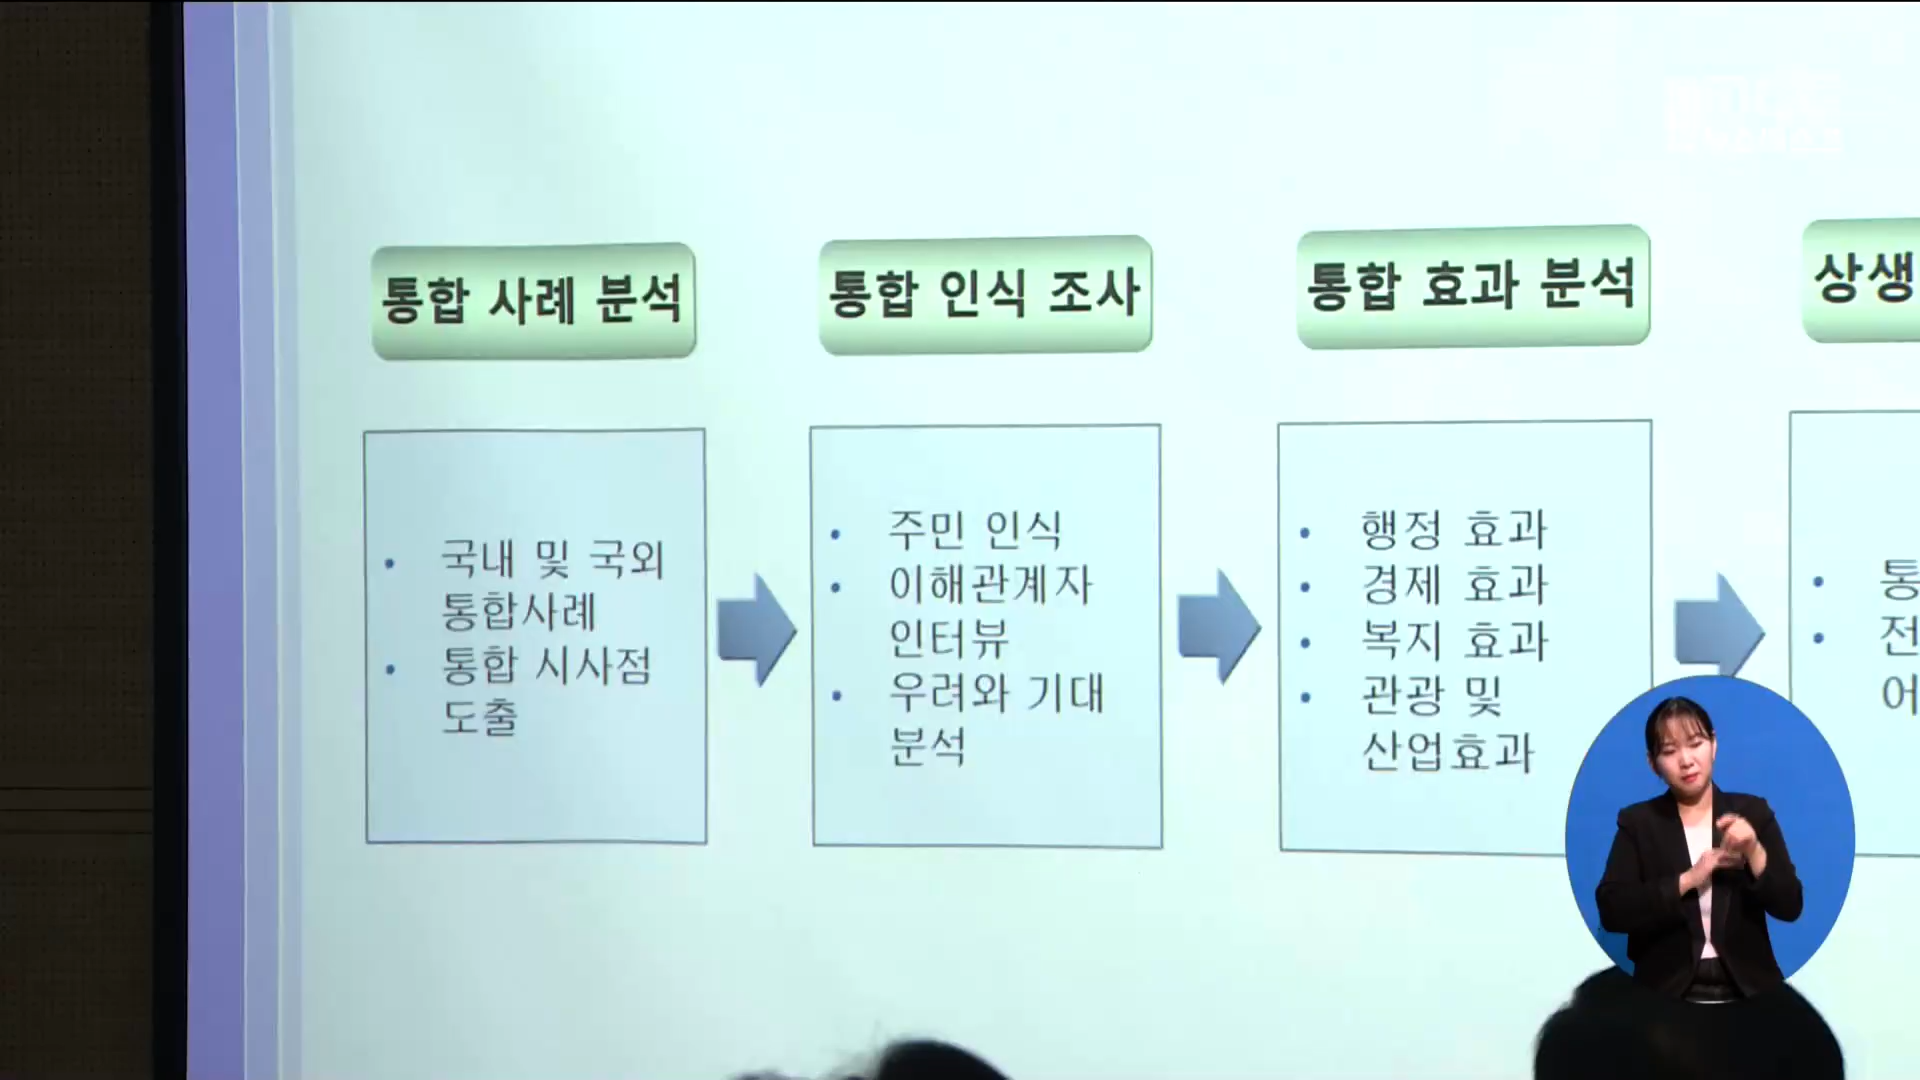 통합 사례 분석
• 국내 및 국외
통합사례
• 통합 시사점
도출
통합 인식 조사
• 주민 인식
• 이해관계자
인터뷰
• 우려와 기대
분석
통합 효과 분석
• 행정 효과
• 경제 효과
• 복지 효과
• 관광 및
산업효과
상생
• 통
• 전
어